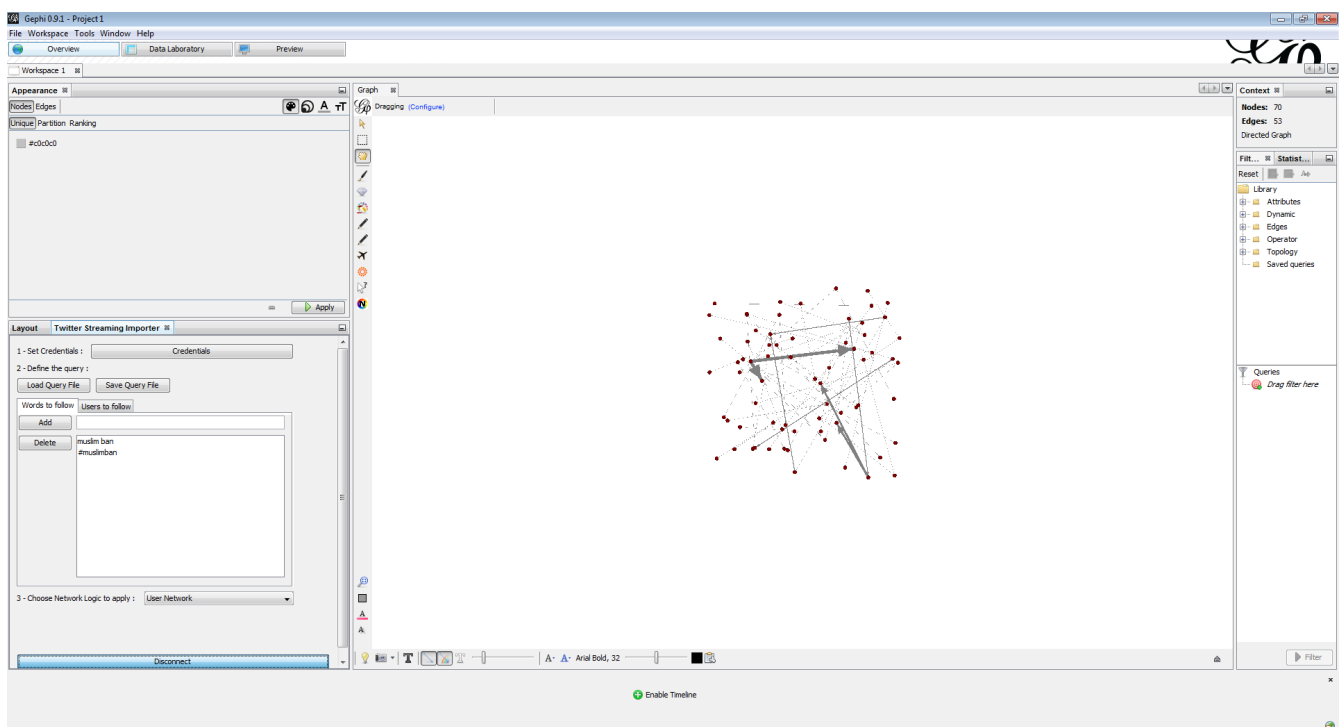 Gephi 0.9.1 - Project 1
File Workspace Tools Window Help
Overview Data Laboratory Preview
Workspace 1
Appearance
Nodes Edges
Unique Partition Ranking
#c0c0c0
Apply
Layout Twitter Streaming Importer
1 - Set Credentials : Credentials
2 - Define the query :
Load Query File Save Query File
Words to follow Users to follow
Add
Delete
muslim ban
#muslimban
3 - Choose Network Logic to apply : User Network
Disconnect
Graph
Dragging (Configure)
Arial Bold, 32
Context
Nodes: 70
Edges: 53
Directed Graph
Filt... Statist...
Reset
Library
Attributes
Dynamic
Edges
Operator
Topology
Saved queries
Queries
Drag filter here
Filter
Enable Timeline